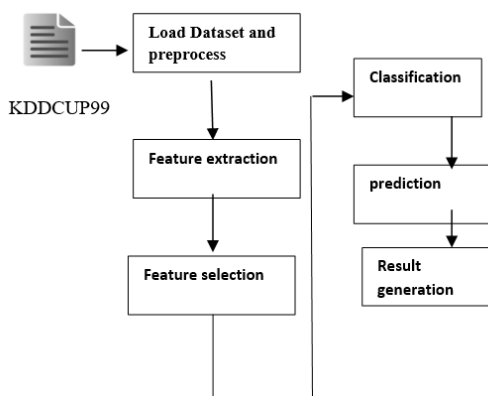 KDDCUP99
Load Dataset and
preprocess
Feature extraction
Feature selection
Classification
prediction
Result
generation